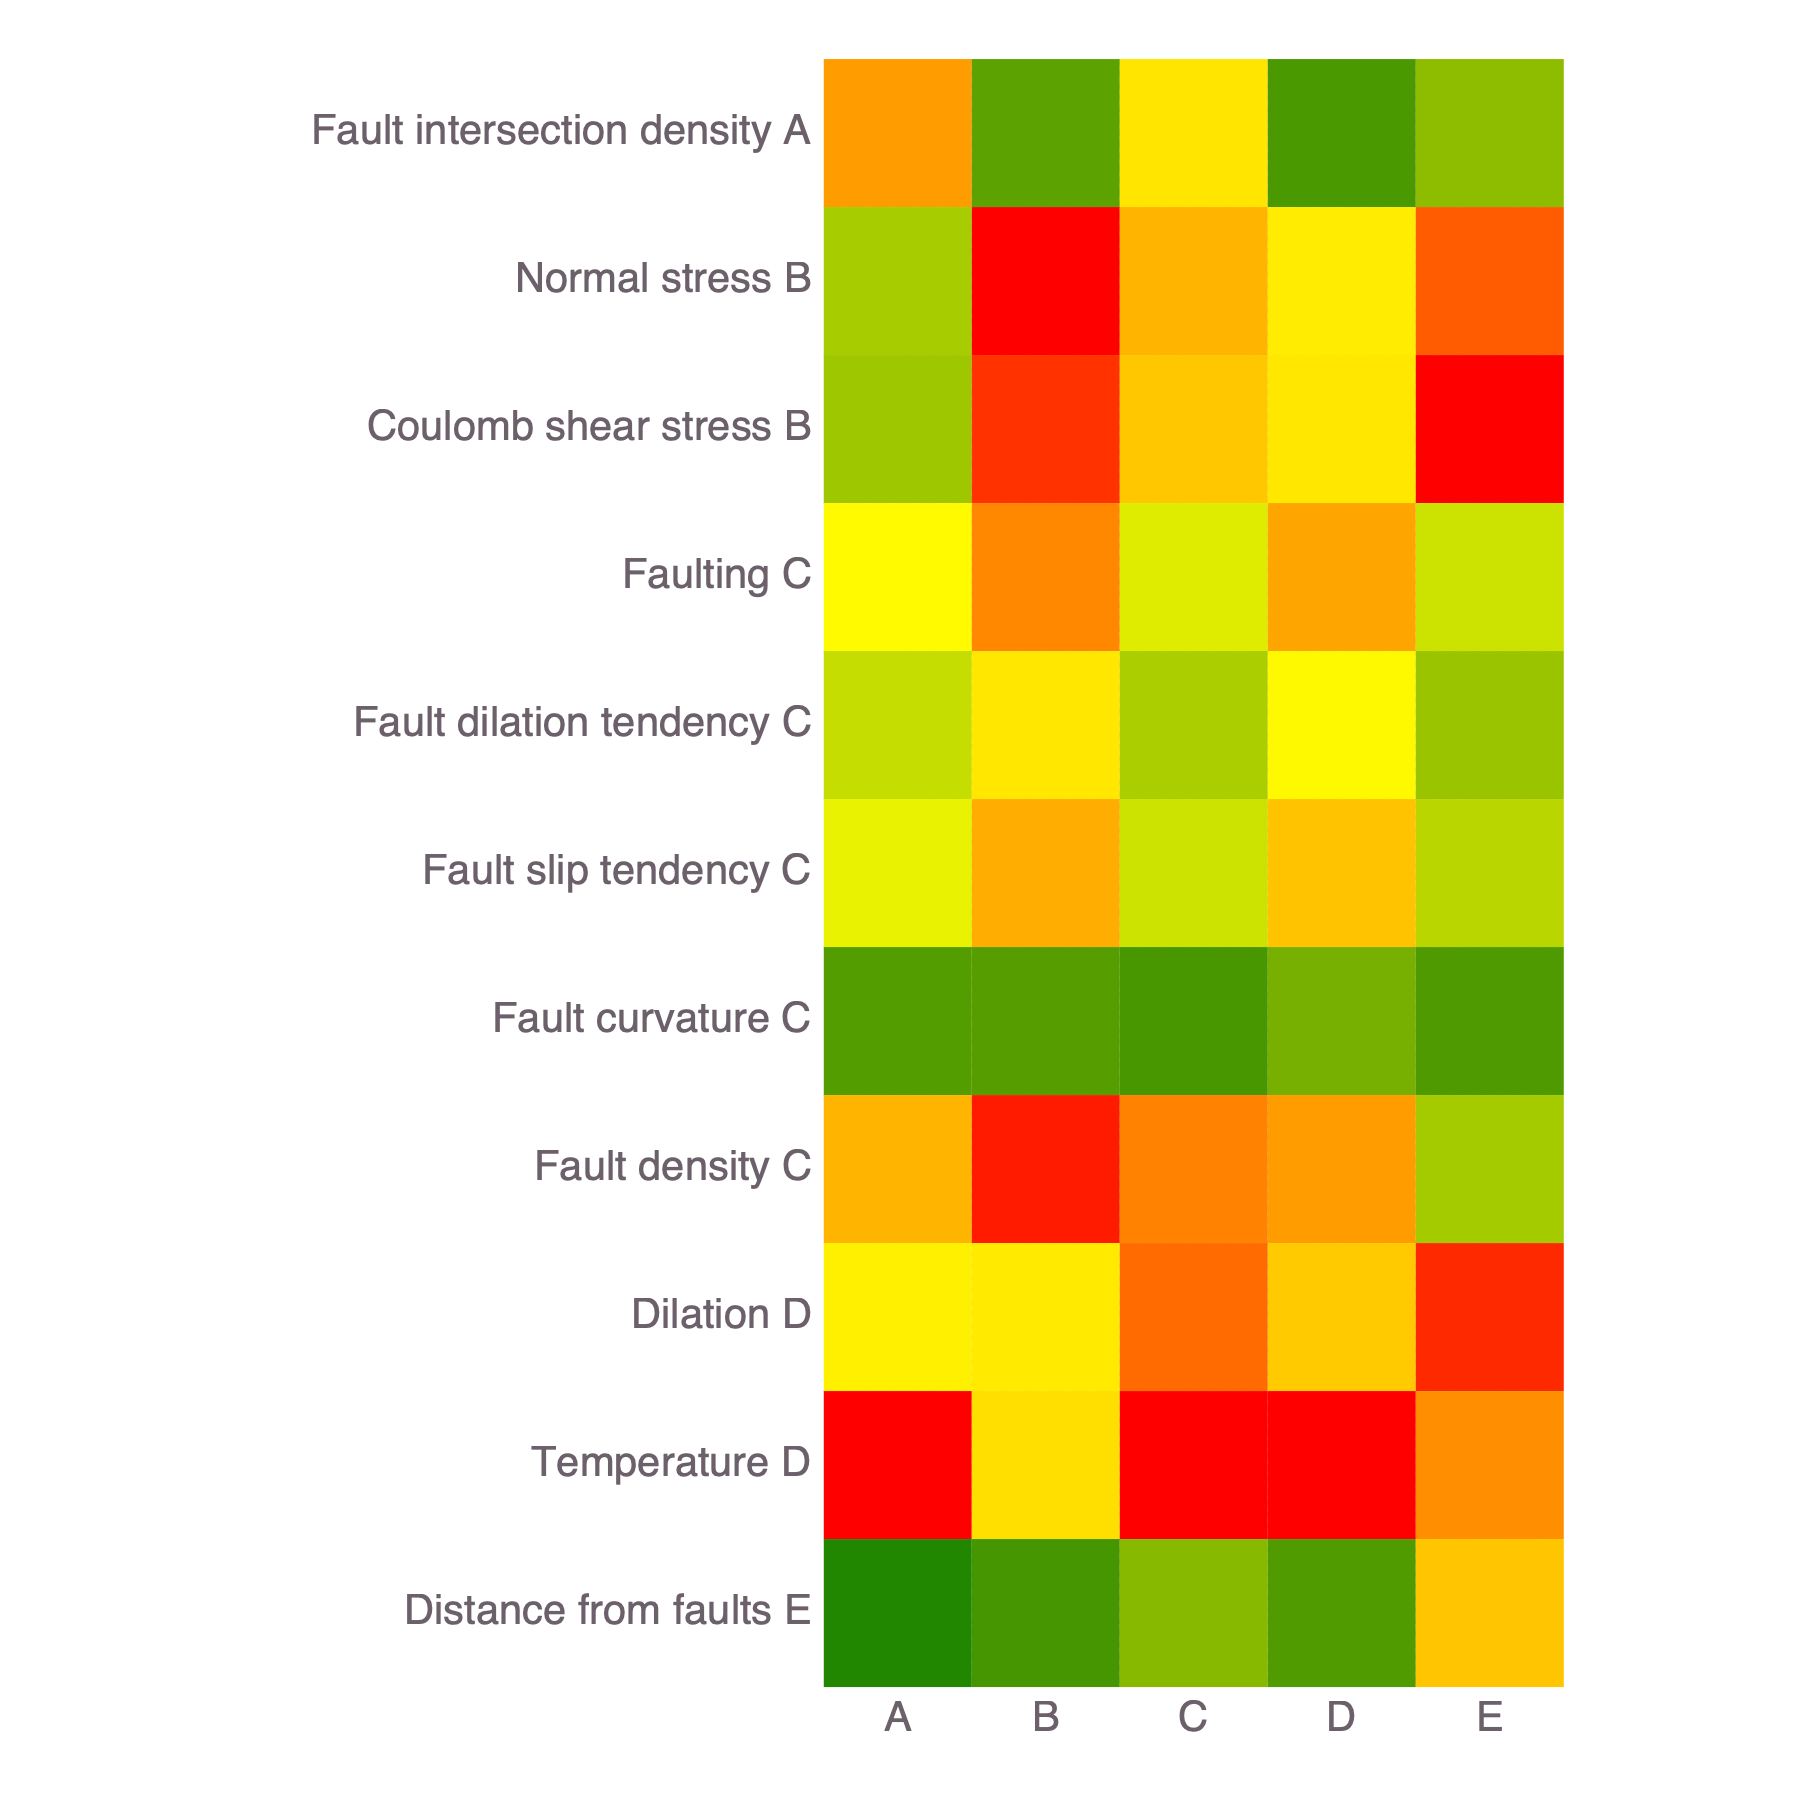 Fault intersection density A
Normal stress B
Coulomb shear stress B
Faulting C
Fault dilation tendency C
Fault slip tendency C
Fault curvature C
Fault density C
Dilation D
Temperature D
Distance from faults E
A B C D E